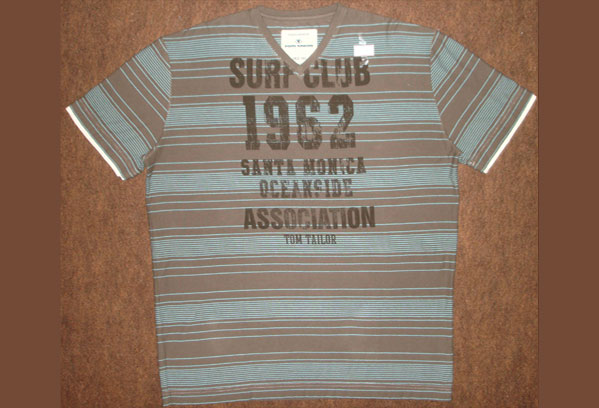 SURF CLUB
1962
SANTA MONICA
OCEANSIDE
ASSOCIATION
TOM TAILOR